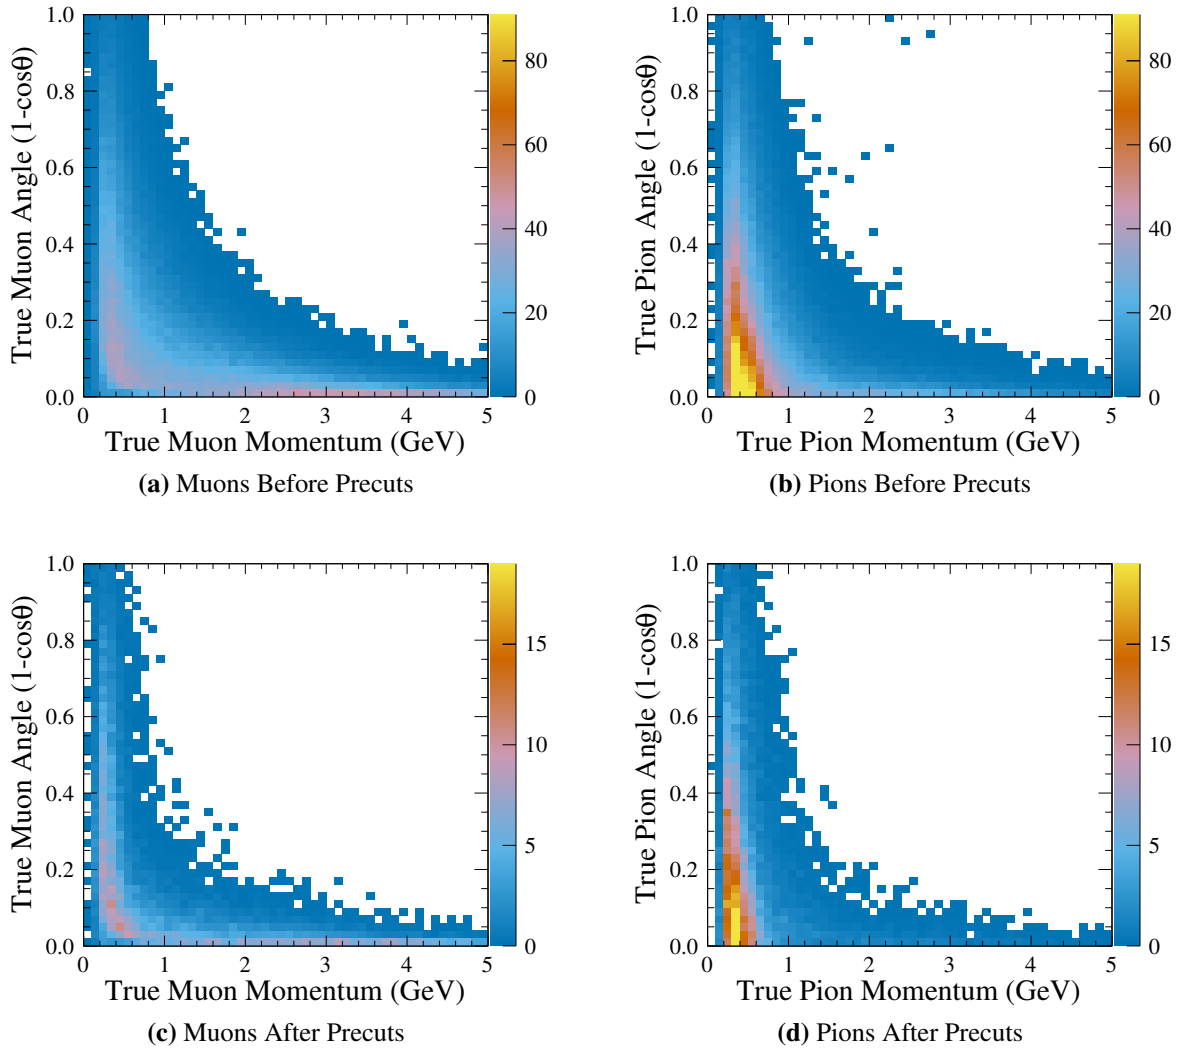 True Muon Angle (1-cosθ)
1.0
0.8
0.6
0.4
0.2
0.0
0 1 2 3 4 5
True Muon Momentum (GeV)
80
60
40
20
0
(a) Muons Before Precuts
True Pion Angle (1-cosθ)
1.0
0.8
0.6
0.4
0.2
0.0
0 1 2 3 4 5
True Pion Momentum (GeV)
80
60
40
20
0
(b) Pions Before Precuts
True Muon Angle (1-cosθ)
1.0
0.8
0.6
0.4
0.2
0.0
0 1 2 3 4 5
True Muon Momentum (GeV)
15
10
5
0
(c) Muons After Precuts
True Pion Angle (1-cosθ)
1.0
0.8
0.6
0.4
0.2
0.0
0 1 2 3 4 5
True Pion Momentum (GeV)
15
10
5
0
(d) Pions After Precuts